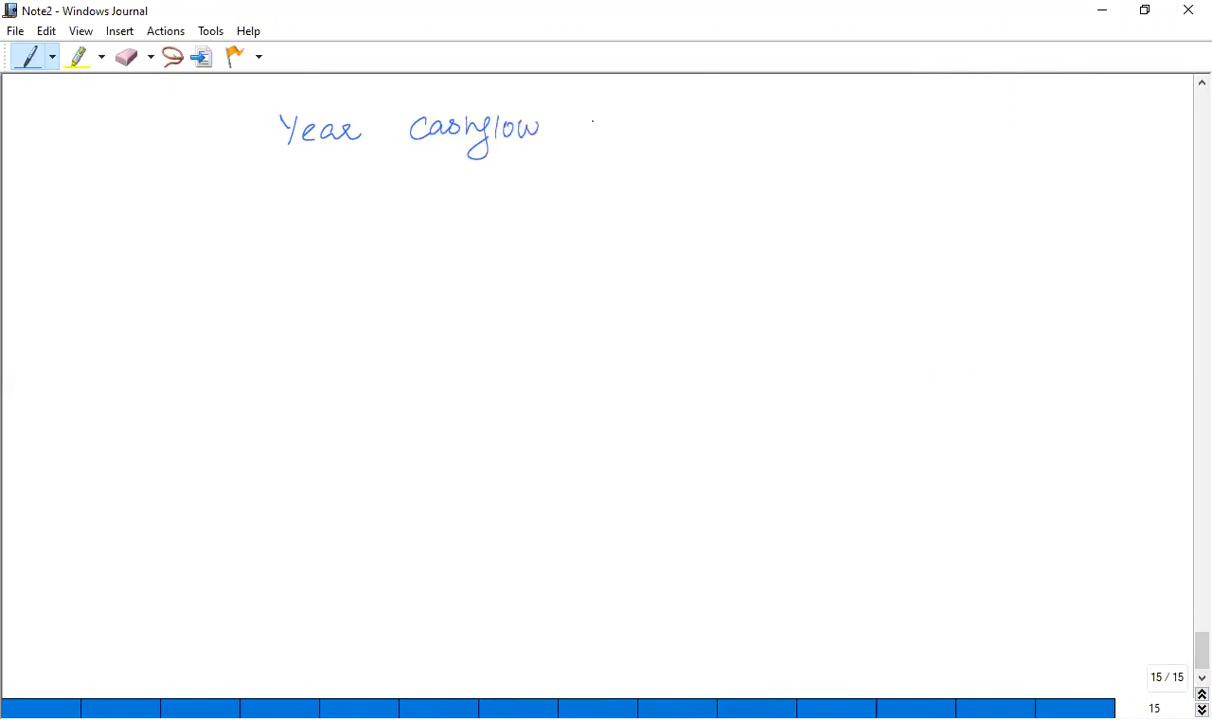 Note2 - Windows Journal
File Edit View Insert Actions Tools Help
Year Cashflow
15 / 15
15